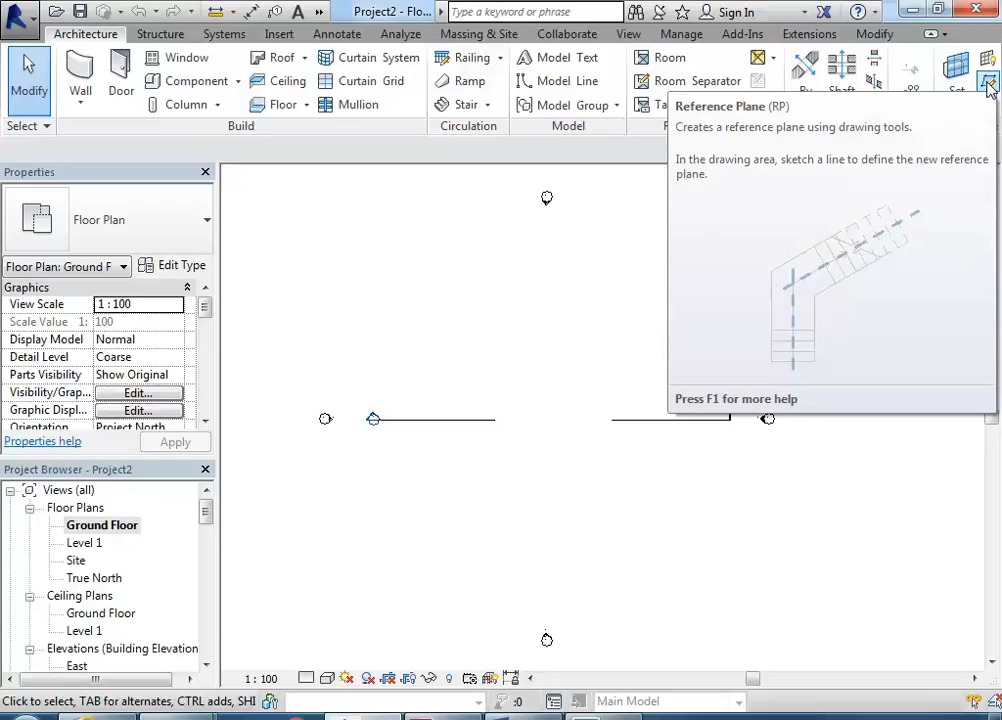 Project2 - Flo...
Type a keyword or phrase
Sign In
Architecture Structure Systems Insert Annotate Analyze Massing & Site Collaborate View Manage Add-Ins Extensions Modify
Modify
Wall
Door
Window
Component
Column
Roof
Ceiling
Floor
Curtain System
Curtain Grid
Mullion
Railing
Ramp
Stair
Model Text
Model Line
Model Group
Room
Room Separator
Shaft
Set
Select
Build
Circulation
Model
Reference Plane (RP)
Creates a reference plane using drawing tools.
In the drawing area, sketch a line to define the new reference
plane.
Press F1 for more help
Properties
Floor Plan
Floor Plan: Ground F
Edit Type
Graphics
View Scale 1 : 100
Scale Value 1: 100
Display Model Normal
Detail Level Coarse
Parts Visibility Show Original
Visibility/Grap... Edit...
Graphic Displ... Edit...
Orientation Project North
Properties help
Apply
Project Browser - Project2
Views (all)
Floor Plans
Ground Floor
Level 1
Site
True North
Ceiling Plans
Ground Floor
Level 1
Elevations (Building Elevation
East
1 : 100
Click to select, TAB for alternates, CTRL adds, SHI
:0
Main Model